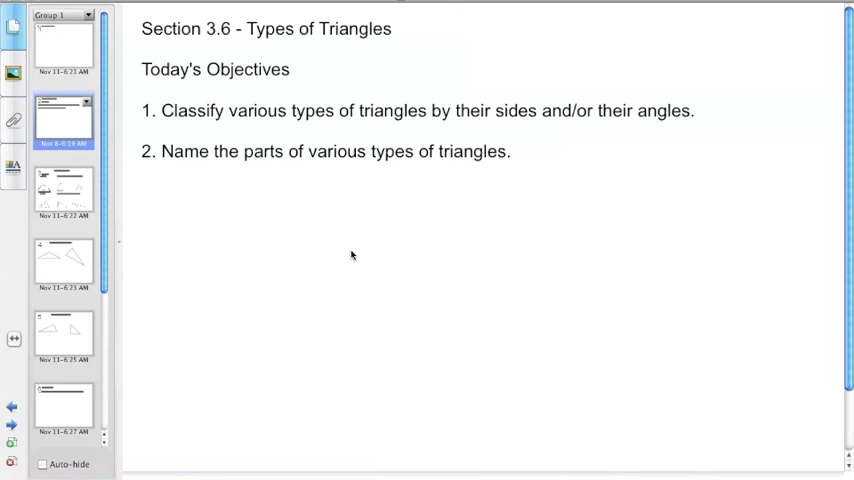 Group 1
Nov 11-6:21 AM
Nov 8-6:19 AM
Nov 11-6:22 AM
Nov 11-6:23 AM
Nov 11-6:25 AM
Nov 11-6:27 AM
Auto-hide
Section 3.6 - Types of Triangles
Today's Objectives
1. Classify various types of triangles by their sides and/or their angles.
2. Name the parts of various types of triangles.